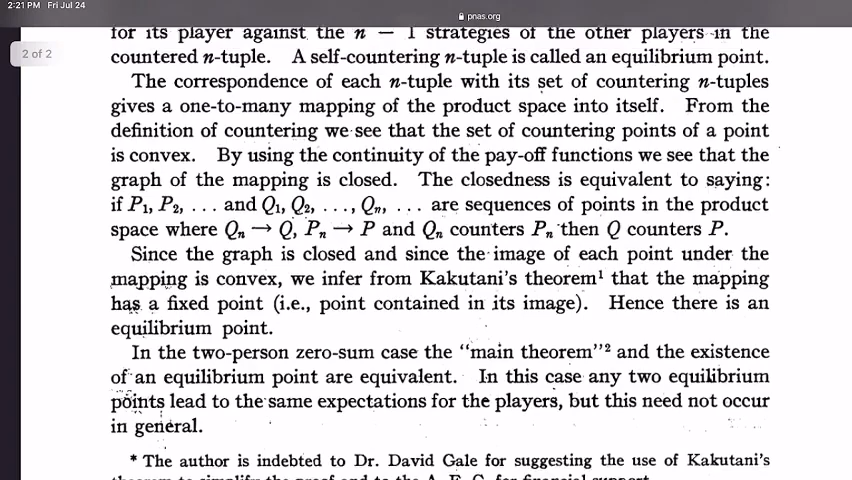 2:21 PM Fri Jul 24
pnas.org
2 of 2
for its player against the n − 1 strategies of the other players in the
countered n-tuple. A self-countering n-tuple is called an equilibrium point.
The correspondence of each n-tuple with its set of countering n-tuples
gives a one-to-many mapping of the product space into itself. From the
definition of countering we see that the set of countering points of a point
is convex. By using the continuity of the pay-off functions we see that the
graph of the mapping is closed. The closedness is equivalent to saying:
if P₁, P₂, ... and Q₁, Q₂, ..., Qₙ, ... are sequences of points in the product
space where Qₙ → Q, Pₙ → P and Qₙ counters Pₙ then Q counters P.
Since the graph is closed and since the image of each point under the
mapping is convex, we infer from Kakutani's theorem¹ that the mapping
has a fixed point (i.e., point contained in its image). Hence there is an
equilibrium point.
In the two-person zero-sum case the "main theorem"² and the existence
of an equilibrium point are equivalent. In this case any two equilibrium
points lead to the same expectations for the players, but this need not occur
in general.
* The author is indebted to Dr. David Gale for suggesting the use of Kakutani's
theorem to simplify the proof and to the A. E. C. for financial support.